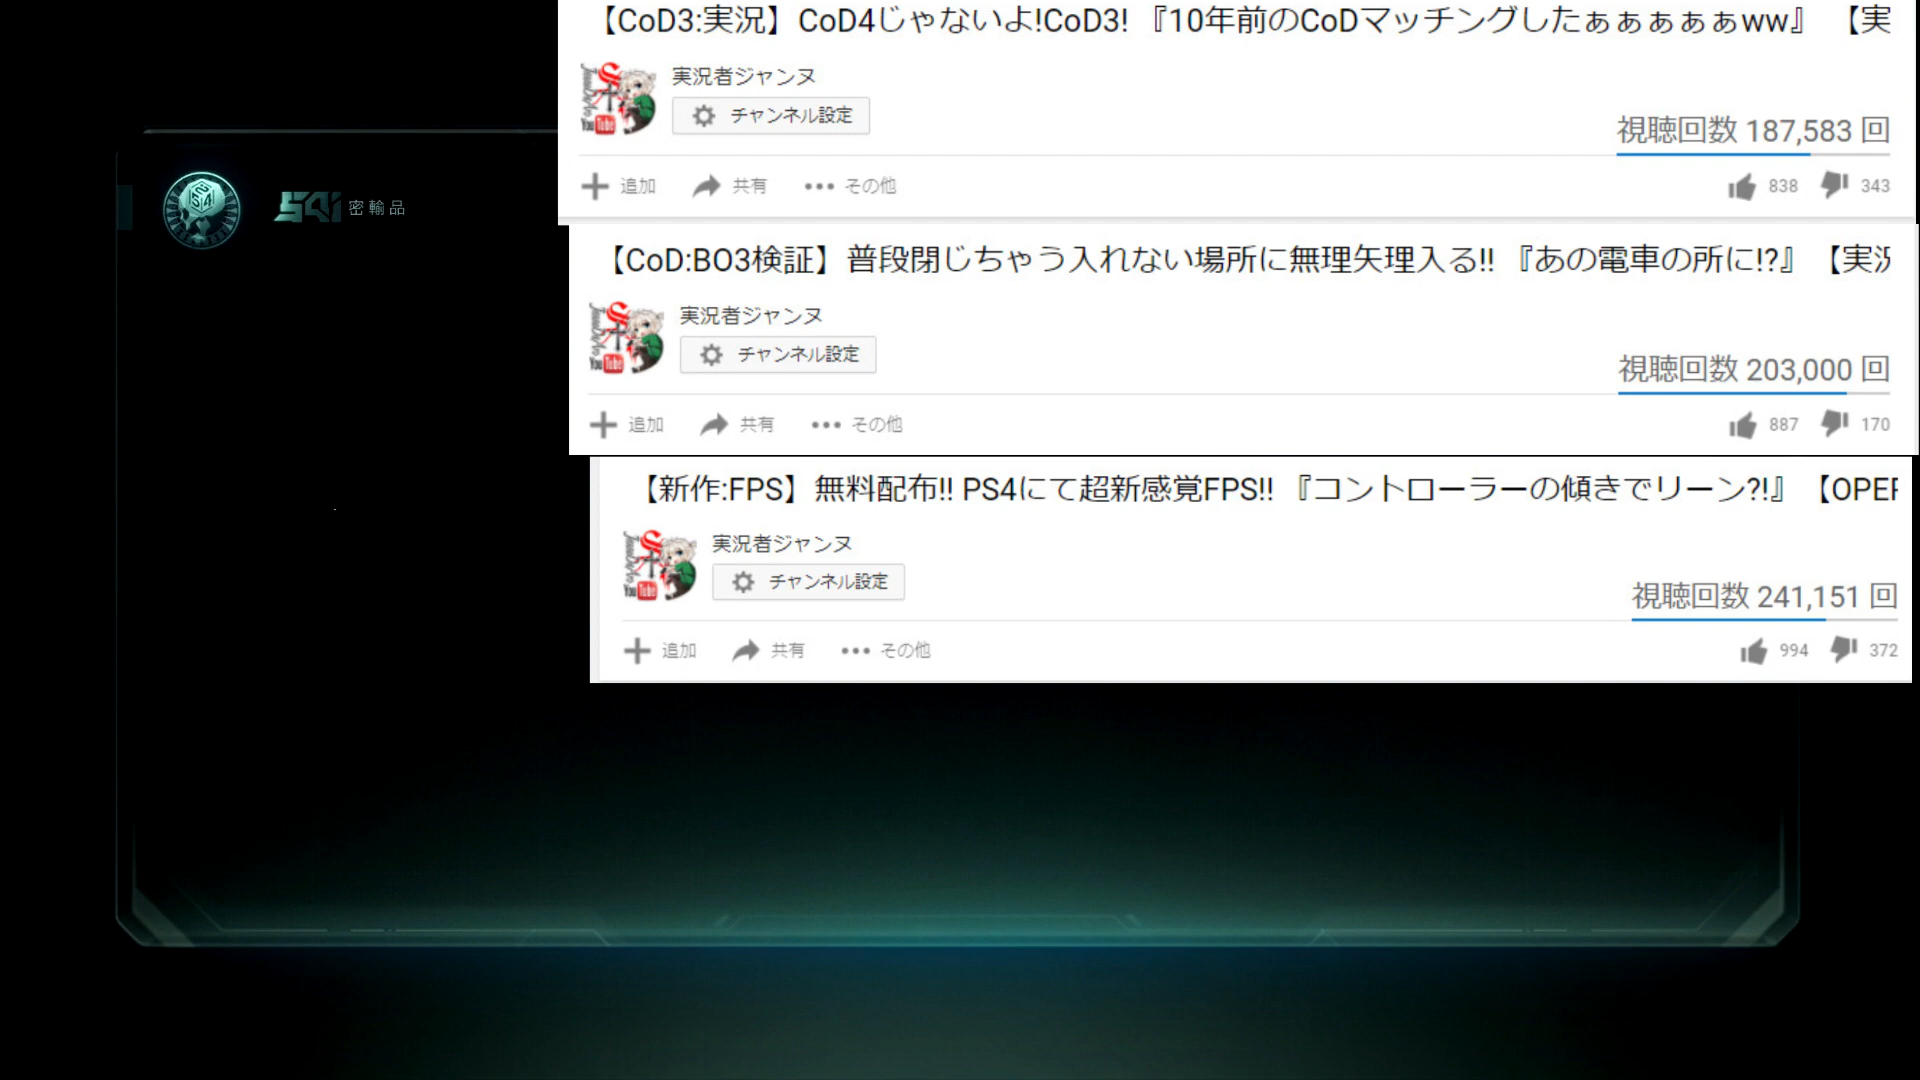 【CoD3:実況】CoD4じゃないよ!CoD3! 『10年前のCoDマッチングしたぁぁぁぁぁww』 【実
実況者ジャンヌ
チャンネル設定
視聴回数 187,583 回
追加 共有 その他 838 343
密輸品
【CoD:BO3検証】普段閉じちゃう入れない場所に無理矢理入る!! 『あの電車の所に!?』 【実況
実況者ジャンヌ
チャンネル設定
視聴回数 203,000 回
追加 共有 その他 887 170
【新作:FPS】無料配布!! PS4にて超新感覚FPS!! 『コントローラーの傾きでリーン?!』 【OPER
実況者ジャンヌ
チャンネル設定
視聴回数 241,151 回
追加 共有 その他 994 372